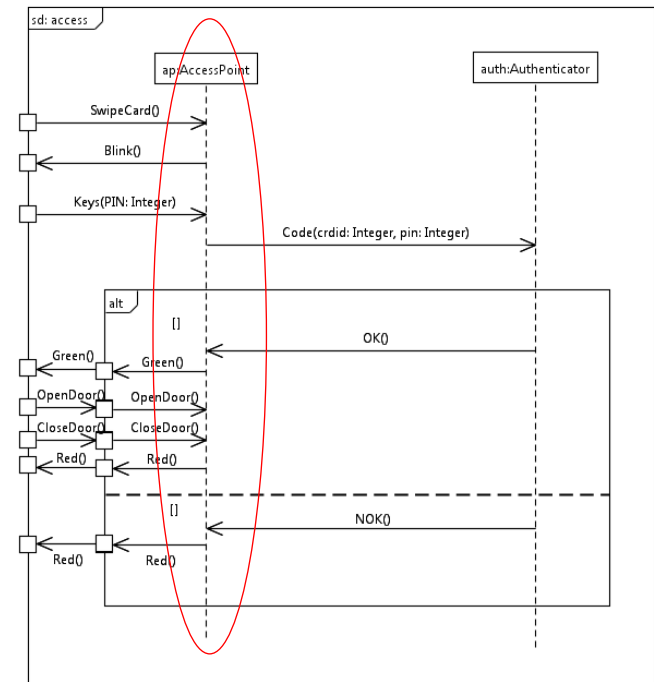 sd: access
ap:AccessPoint
auth:Authenticator
SwipeCard()
Blink()
Keys(PIN: Integer)
Code(crdid: Integer, pin: Integer)
alt
[]
OK()
Green()
Green()
OpenDoor()
OpenDoor()
CloseDoor()
CloseDoor()
Red()
Red()
[]
NOK()
Red()
Red()